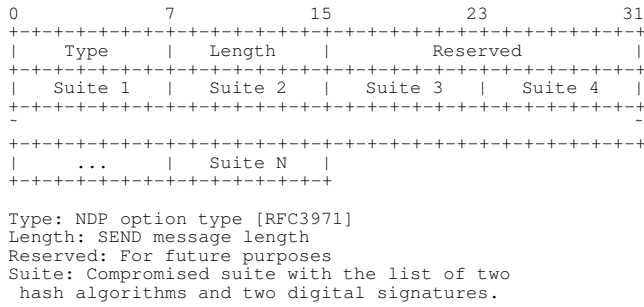 0                   7                   15                  23                  31
+-+-+-+-+-+-+-+-+-+-+-+-+-+-+-+-+-+-+-+-+-+-+-+-+-+-+-+-+-+-+-+-+
|     Type      |    Length     |            Reserved           |
+-+-+-+-+-+-+-+-+-+-+-+-+-+-+-+-+-+-+-+-+-+-+-+-+-+-+-+-+-+-+-+-+
|    Suite 1    |    Suite 2    |    Suite 3    |    Suite 4    |
+-+-+-+-+-+-+-+-+-+-+-+-+-+-+-+-+-+-+-+-+-+-+-+-+-+-+-+-+-+-+-+-+
~                                                               ~
+-+-+-+-+-+-+-+-+-+-+-+-+-+-+-+-+-+-+-+-+-+-+-+-+-+-+-+-+-+-+-+-+
|      ...      |    Suite N    |
+-+-+-+-+-+-+-+-+-+-+-+-+-+-+-+-+
Type: NDP option type [RFC3971]
Length: SEND message length
Reserved: For future purposes
Suite: Compromised suite with the list of two
hash algorithms and two digital signatures.